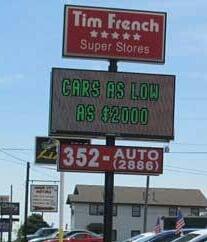 Tim French
★★★★★
Super Stores
CARS AS LOW
AS $2000
352-AUTO
(2886)